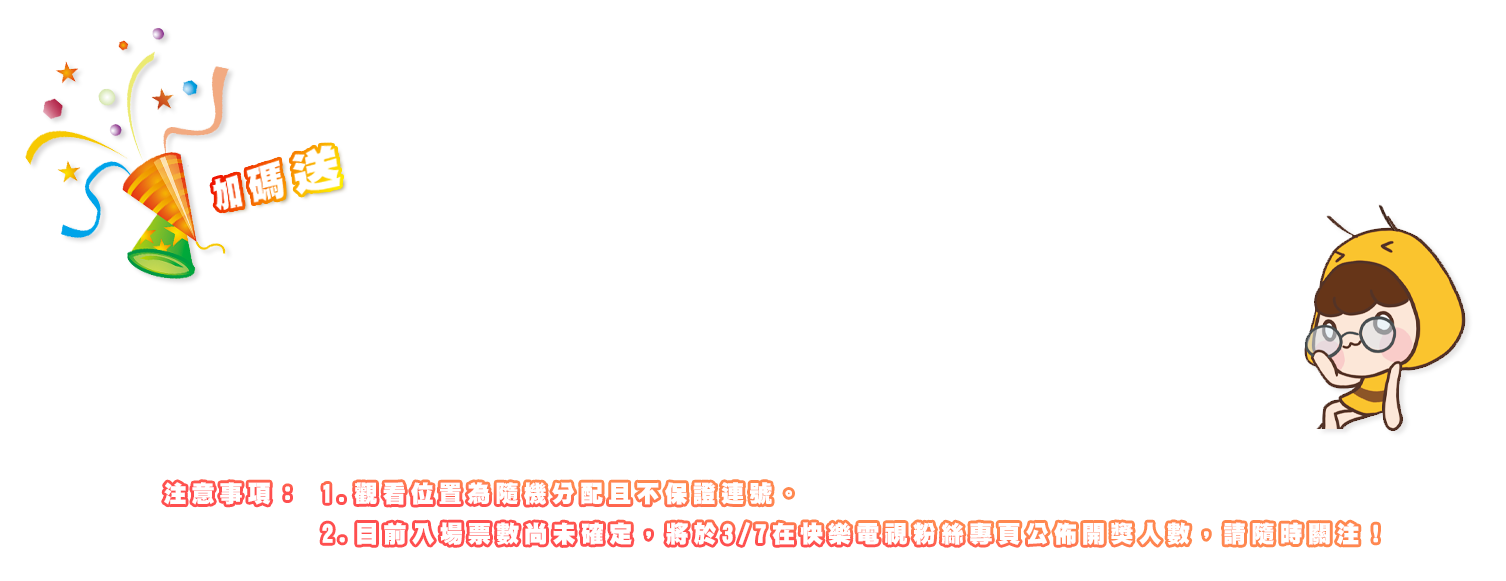 加碼送
注意事項： 1.觀看位置為隨機分配且不保證連號。
2.目前入場票數尚未確定，將於3/7在快樂電視粉絲專頁公佈開獎人數，請隨時關注！